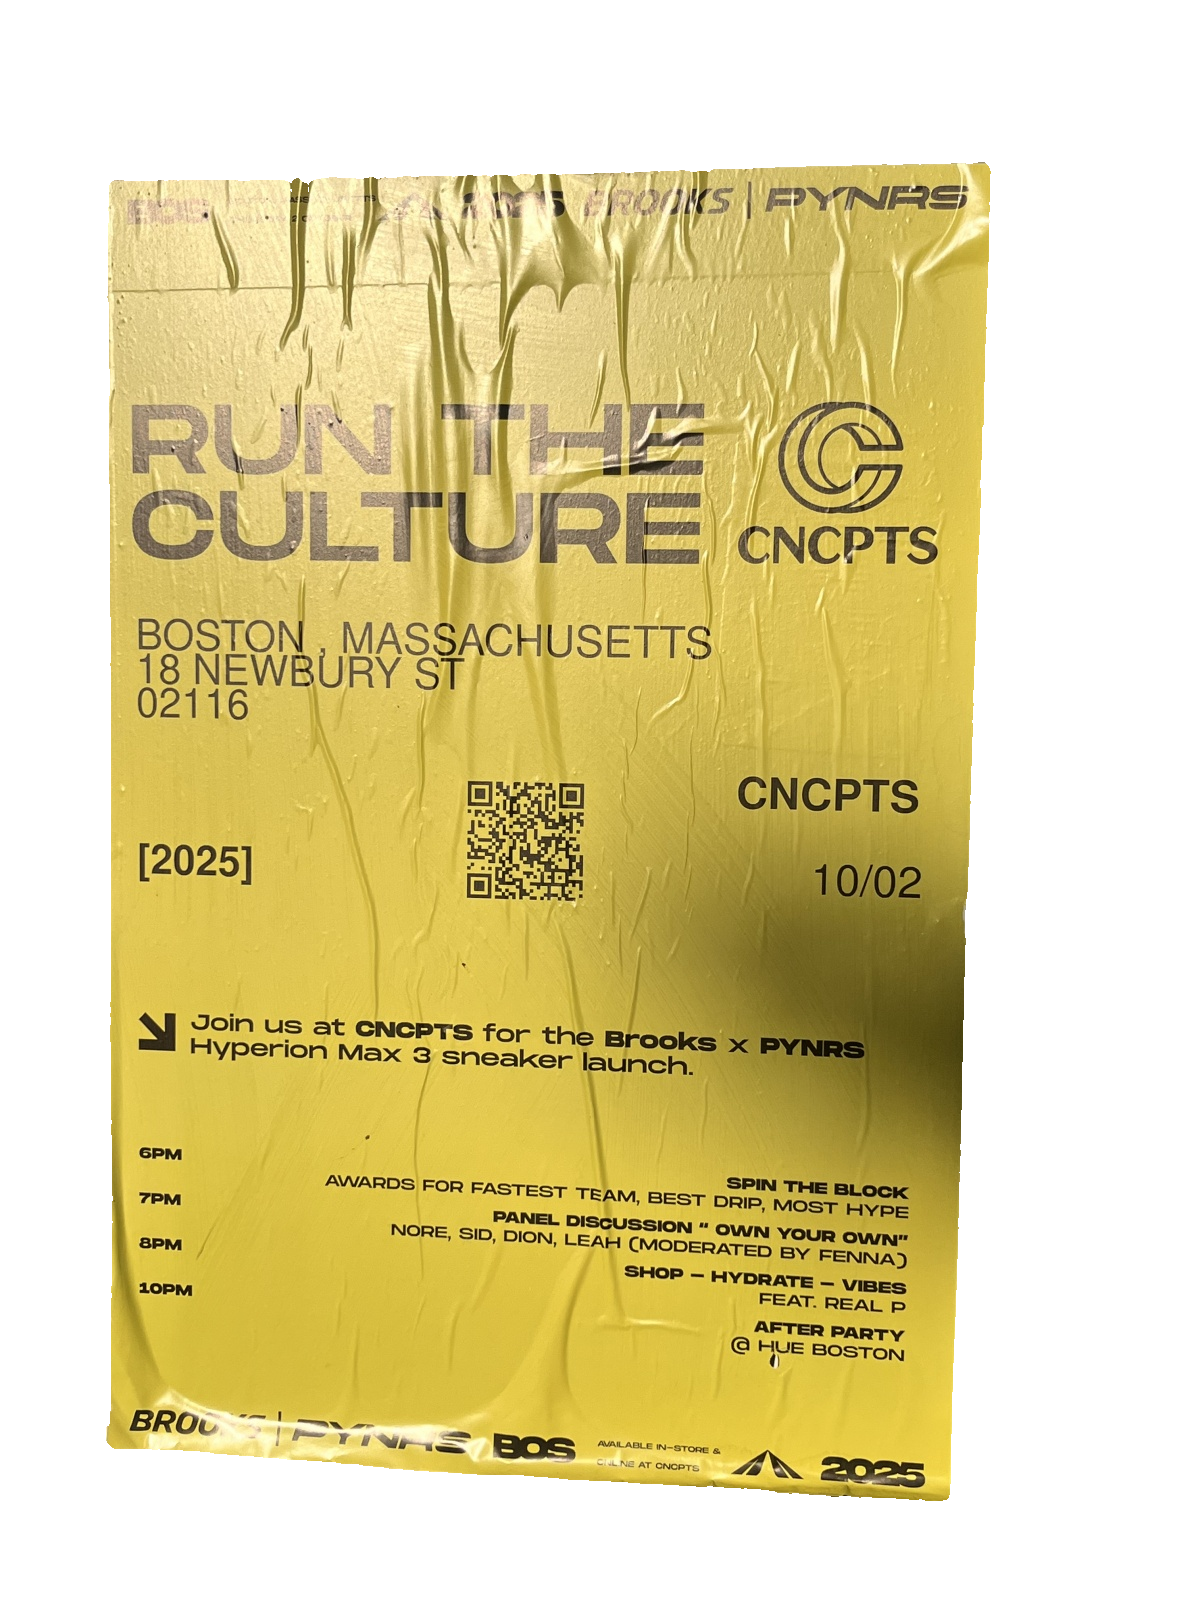 BOS 2025 BROOKS | PYNRS
RUN THE
CULTURE
CNCPTS
BOSTON , MASSACHUSETTS
18 NEWBURY ST
02116
CNCPTS
[2025]
10/02
Join us at CNCPTS for the Brooks x PYNRS
Hyperion Max 3 sneaker launch.
6PM
7PM
8PM
10PM
SPIN THE BLOCK
AWARDS FOR FASTEST TEAM, BEST DRIP, MOST HYPE
PANEL DISCUSSION “ OWN YOUR OWN”
NORE, SID, DION, LEAH (MODERATED BY FENNA)
SHOP – HYDRATE – VIBES
FEAT. REAL P
AFTER PARTY
@ HUE BOSTON
BROOKS | PYNRS BOS
AVAILABLE IN-STORE &
ONLINE AT CNCPTS
2025